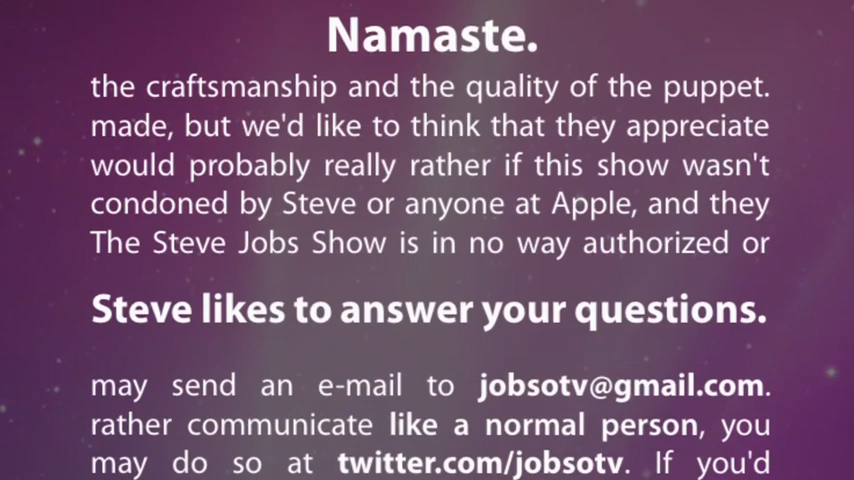 Namaste.
the craftsmanship and the quality of the puppet.
made, but we'd like to think that they appreciate
would probably really rather if this show wasn't
condoned by Steve or anyone at Apple, and they
The Steve Jobs Show is in no way authorized or
Steve likes to answer your questions.
may send an e-mail to jobsotv@gmail.com.
rather communicate like a normal person, you
may do so at twitter.com/jobsotv. If you'd